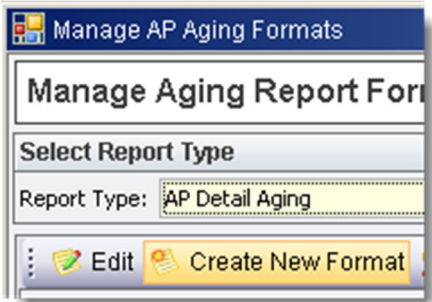 Manage AP Aging Formats
Manage Aging Report
Select Report Type
Report Type: AP Detail Aging
Edit Create New Format